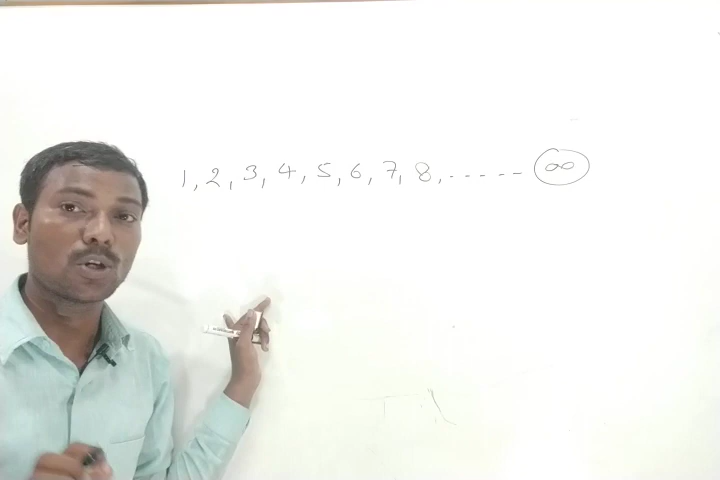 1, 2, 3, 4, 5, 6, 7, 8, ----- ∞